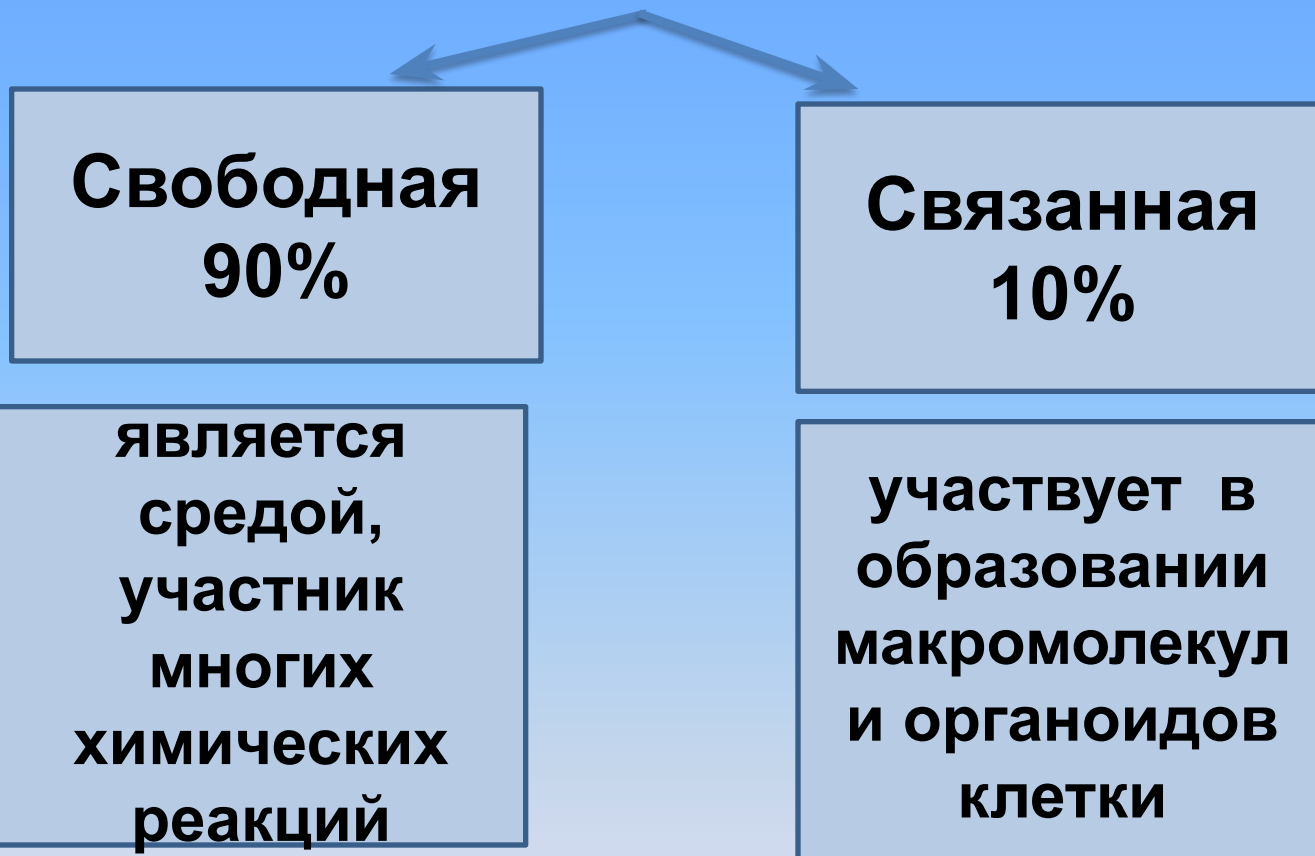 Свободная
90%
Связанная
10%
является
средой,
участник
многих
химических
реакций
участвует в
образовании
макромолекул
и органоидов
клетки